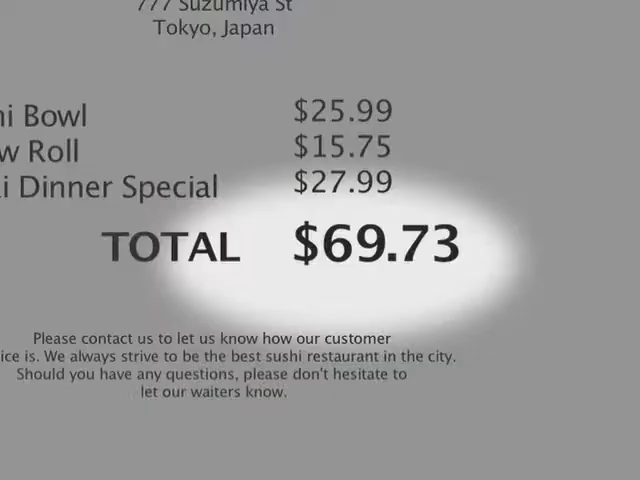 777 Suzumiya St
Tokyo, Japan
Bowl $25.99
Roll $15.75
Dinner Special $27.99
TOTAL $69.73
Please contact us to let us know how our customer
is. We always strive to be the best sushi restaurant in the city.
Should you have any questions, please don't hesitate to
let our waiters know.